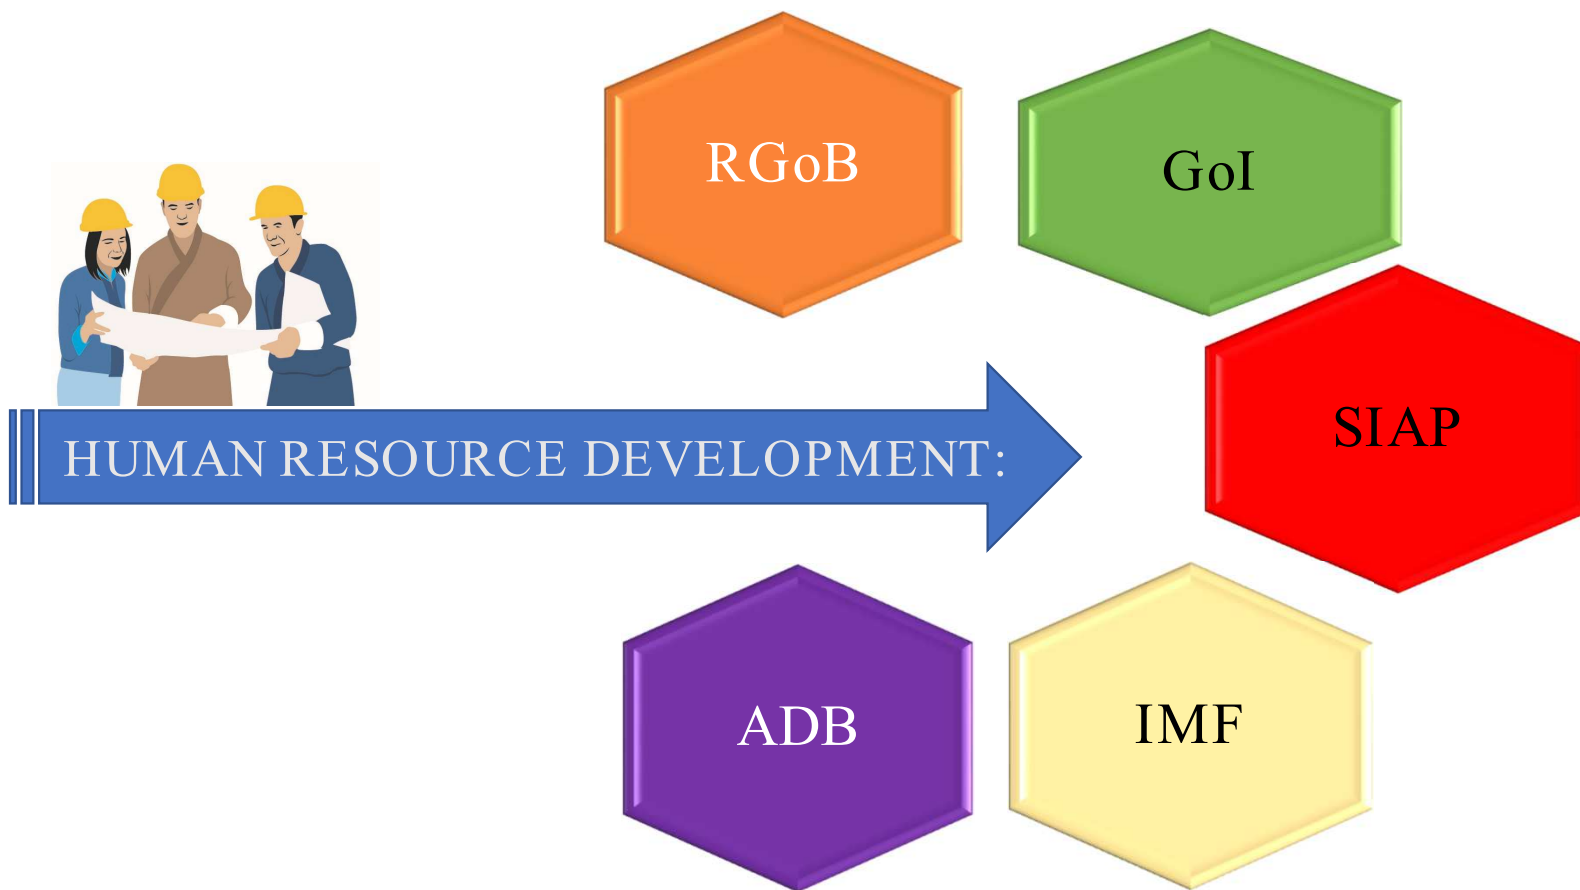 RGoB
GoI
SIAP
HUMAN RESOURCE DEVELOPMENT:
ADB
IMF